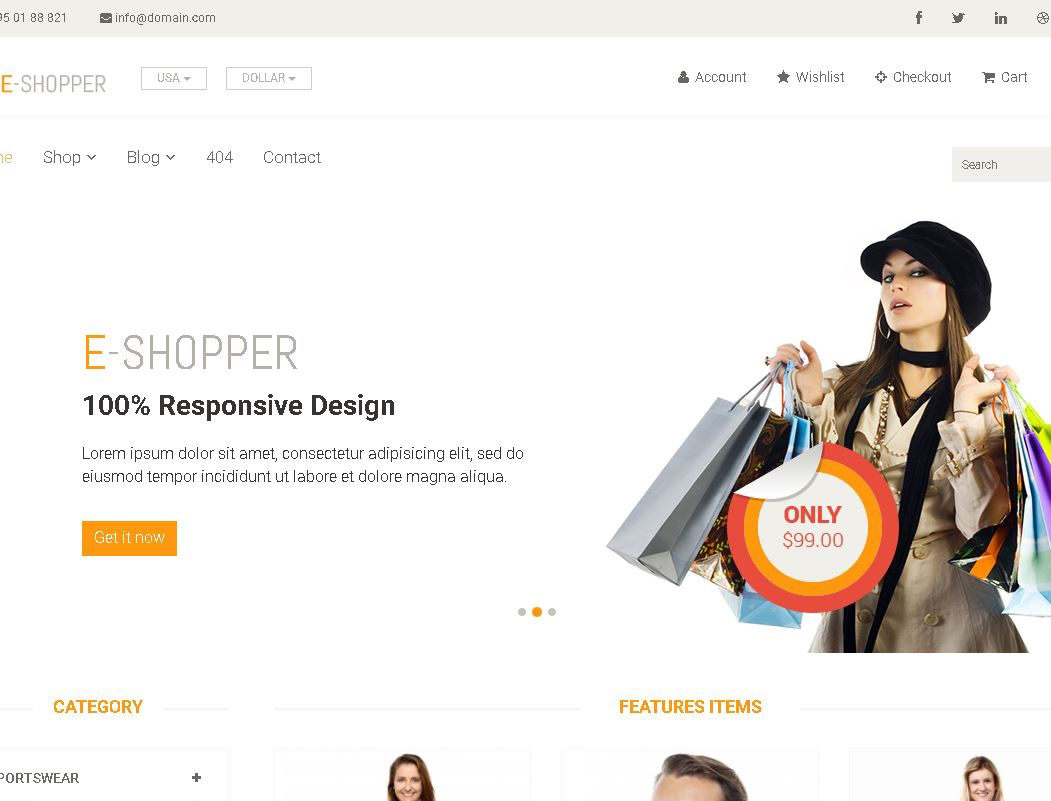 95 01 88 821 info@domain.com
E-SHOPPER USA DOLLAR Account Wishlist Checkout Cart
Shop Blog 404 Contact
Search
E-SHOPPER
100% Responsive Design
Lorem ipsum dolor sit amet, consectetur adipisicing elit, sed do
eiusmod tempor incididunt ut labore et dolore magna aliqua.
Get it now
ONLY
$99.00
CATEGORY FEATURES ITEMS
PORTSWEAR